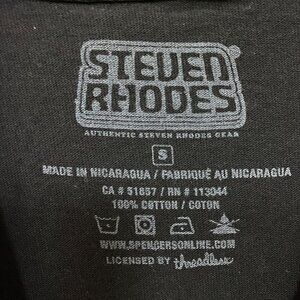 STEVEN
RHODES
AUTHENTIC STEVEN RHODES GEAR
S
MADE IN NICARAGUA / FABRIQUÉ AU NICARAGUA
CA # 51857 / RN # 113044
100% COTTON / COTON
WWW.SPENCERSONLINE.COM
LICENSED BY threadless